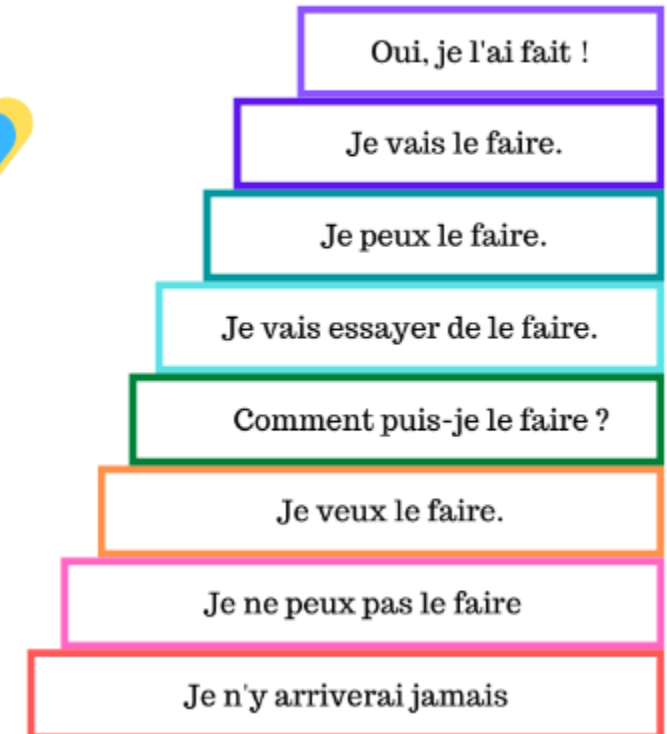 Oui, je l'ai fait !
Je vais le faire.
Je peux le faire.
Je vais essayer de le faire.
Comment puis-je le faire ?
Je veux le faire.
Je ne peux pas le faire
Je n'y arriverai jamais